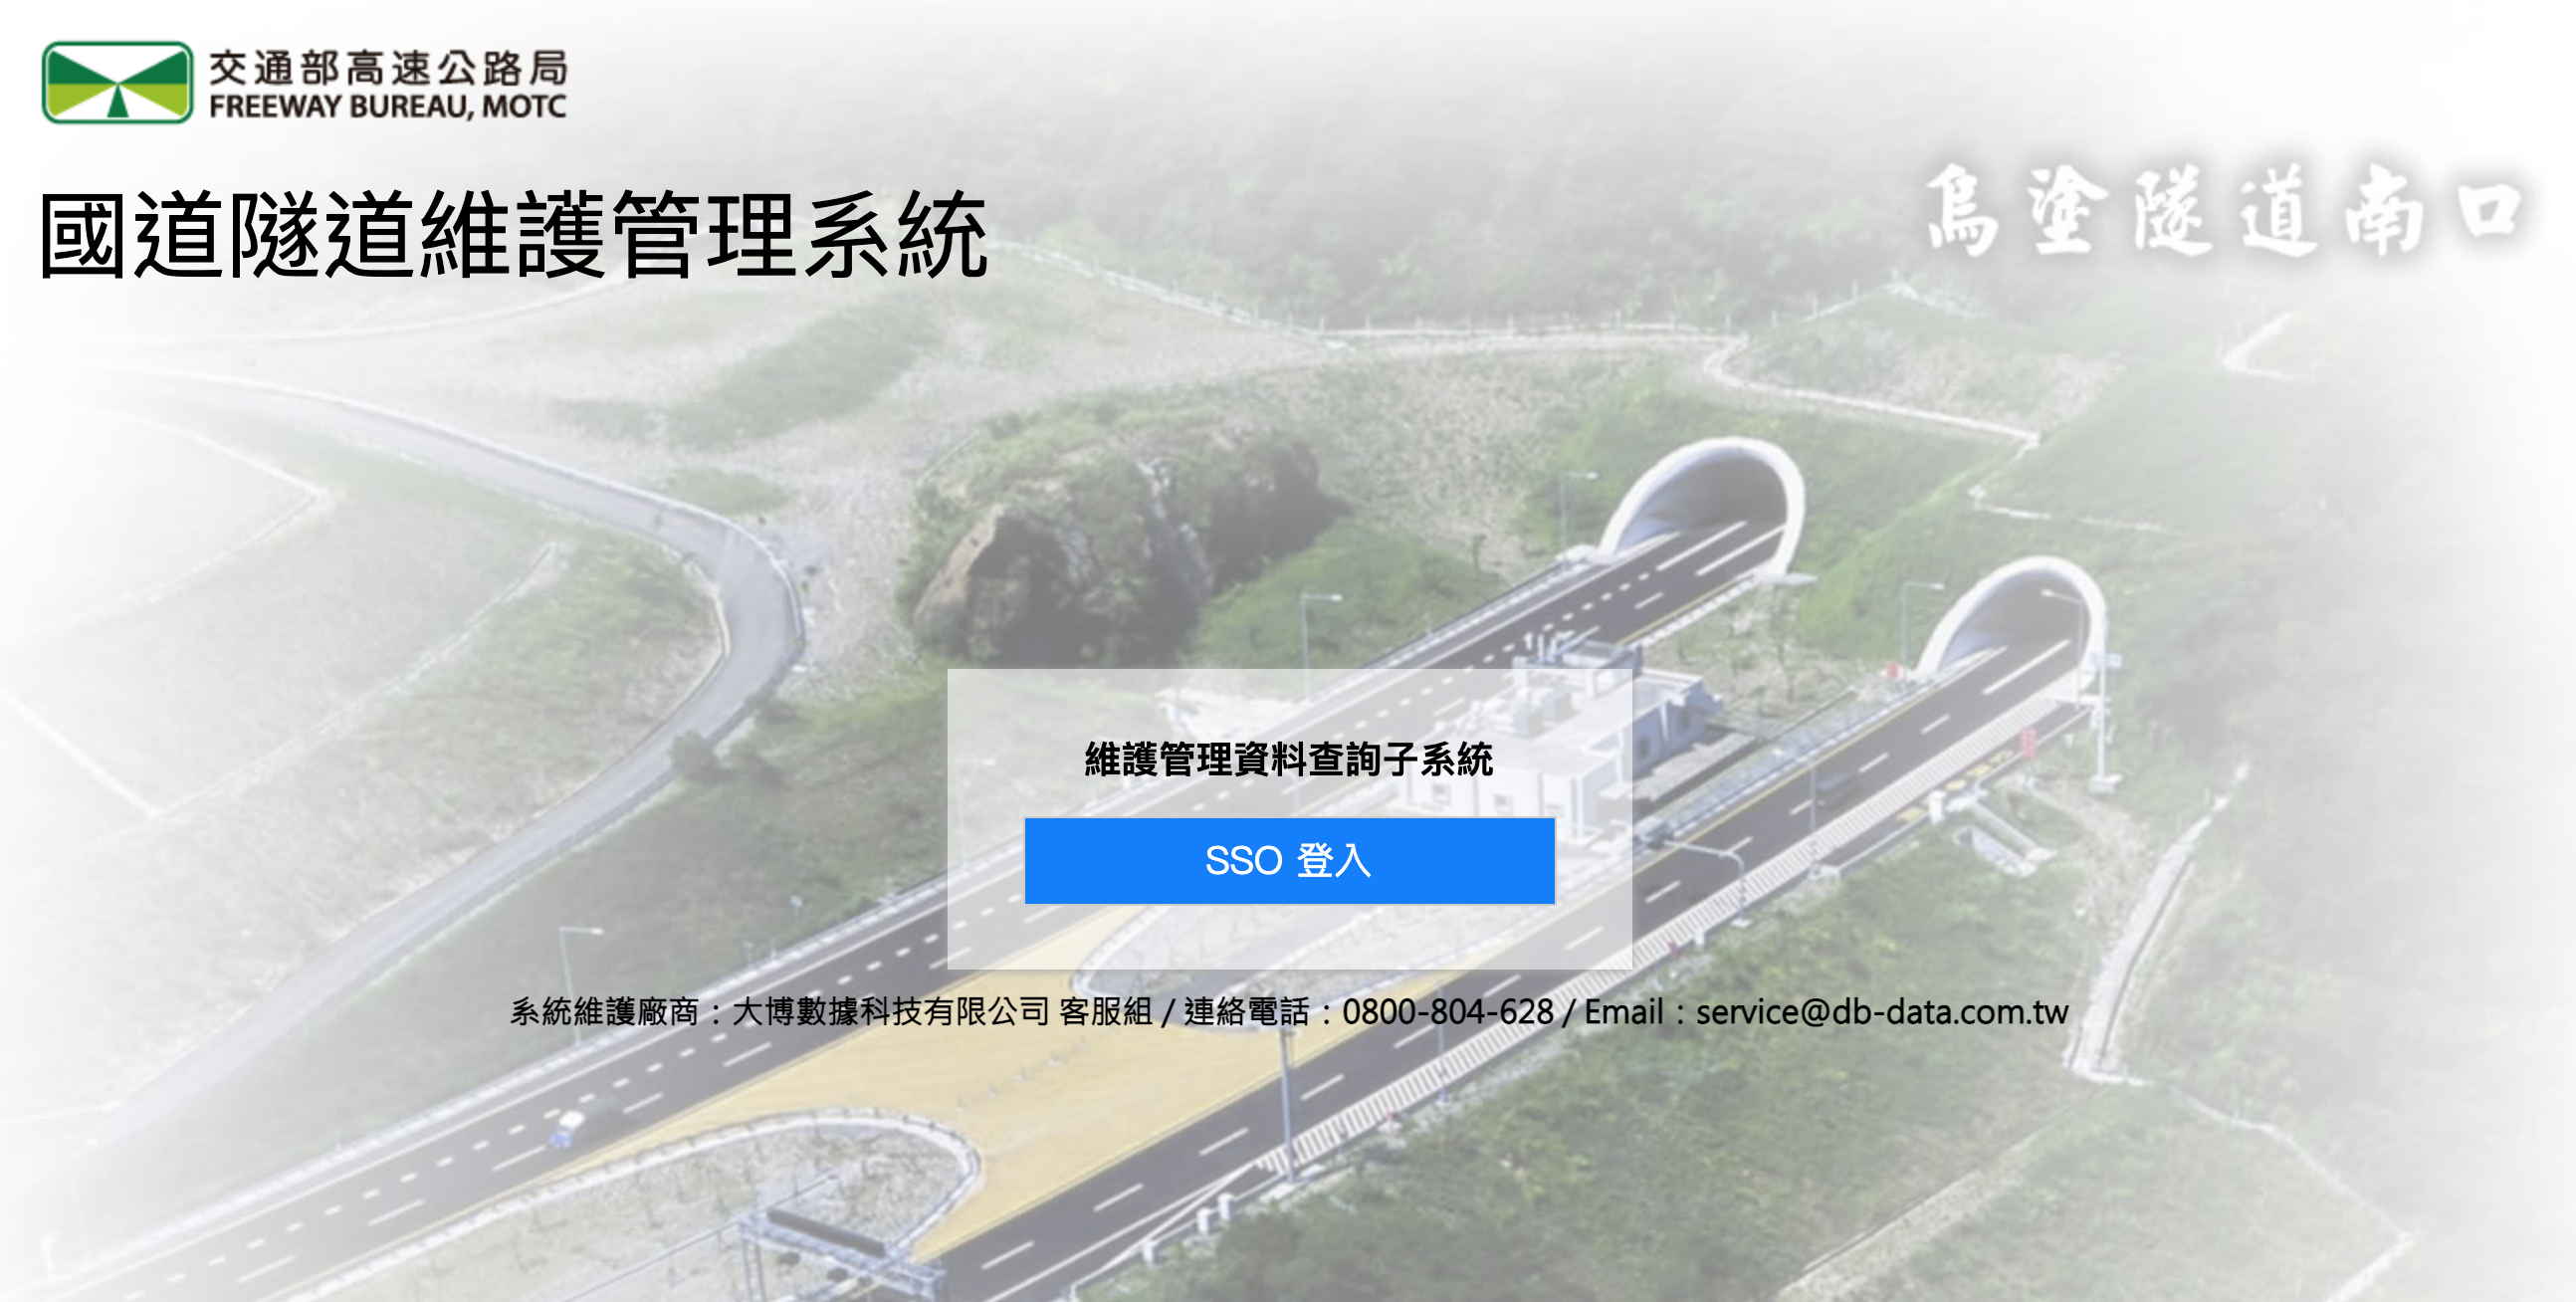 交通部高速公路局
FREEWAY BUREAU, MOTC
國道隧道維護管理系統
烏塗隧道南口
維護管理資料查詢子系統
SSO 登入
系統維護廠商：大博數據科技有限公司 客服組 / 連絡電話：0800-804-628 / Email：service@db-data.com.tw